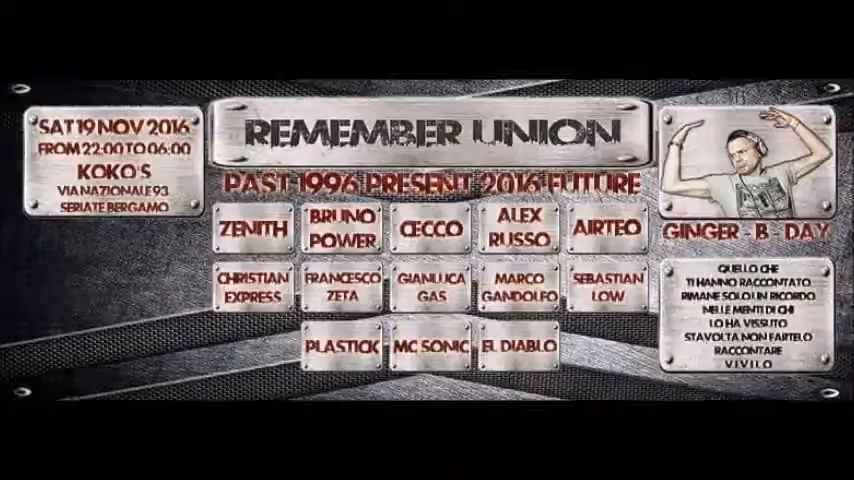 SAT 19 NOV 2016
FROM 22:00 TO 06:00
KOKO'S
VIA NAZIONALE 93
SERIATE BERGAMO
REMEMBER UNION
PAST 1996 PRESENT 2016 FUTURE
ZENITH
BRUNO
POWER
CECCO
ALEX
RUSSO
AIRTEO
CHRISTIAN
EXPRESS
FRANCESCO
ZETA
GIANLUCA
GAS
MARCO
GANDOLFO
SEBASTIAN
LOW
PLASTICK
MC SONIC
EL DIABLO
GINGER - B - DAY
QUELLO CHE
TI HANNO RACCONTATO
RIMANE SOLO UN RICORDO
NELLE MENTI DI CHI
LO HA VISSUTO
STAVOLTA NON FARTELO
RACCONTARE
V I V I L O